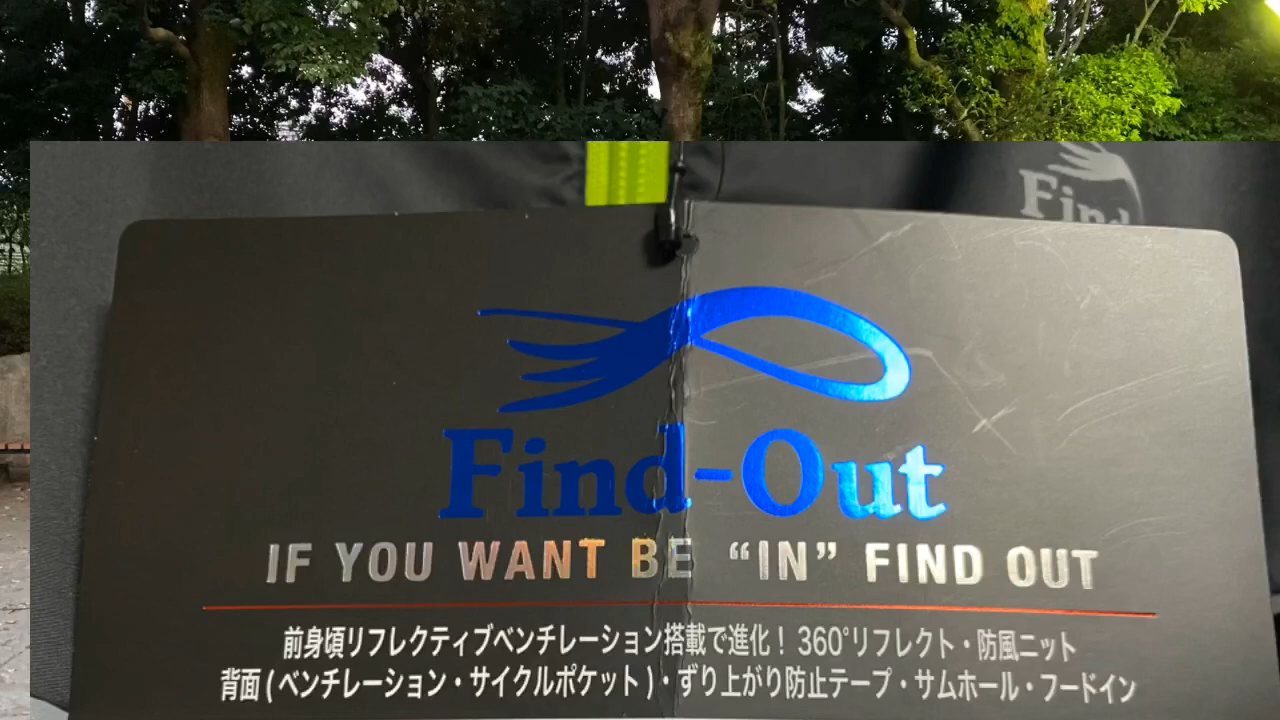 Find
Find-Out
IF YOU WANT BE “IN” FIND OUT
前身頃リフレクティブベンチレーション搭載で進化！ 360°リフレクト・防風ニット
背面(ベンチレーション・サイクルポケット)・ずり上がり防止テープ・サムホール・フードイン